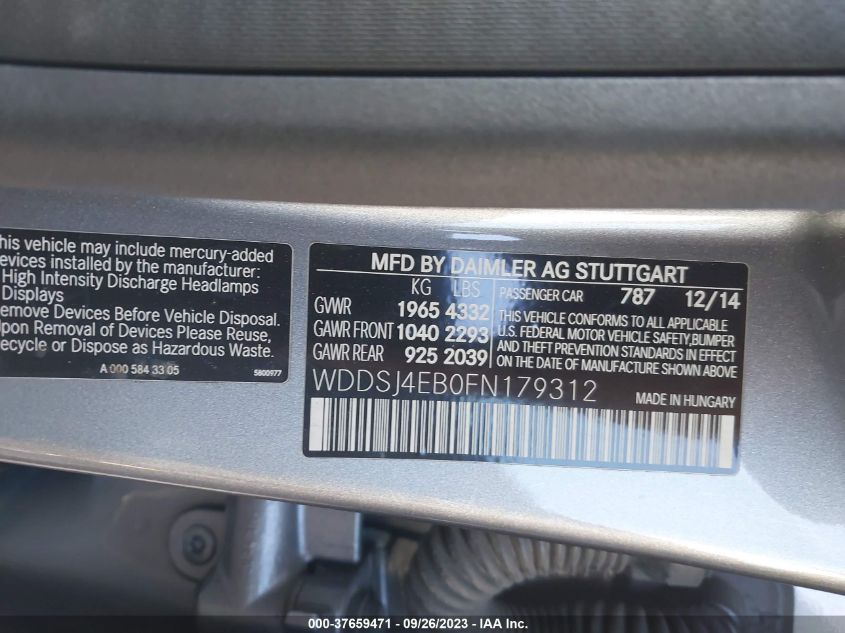 his vehicle may include mercury-added
evices installed by the manufacturer:
High Intensity Discharge Headlamps
Displays
emove Devices Before Vehicle Disposal.
Upon Removal of Devices Please Reuse,
ecycle or Dispose as Hazardous Waste.
A 000 584 33 05
5800977
MFD BY DAIMLER AG STUTTGART
KG LBS
GVWR 1965 4332
GAWR FRONT 1040 2293
GAWR REAR 925 2039
PASSENGER CAR 787 12/14
THIS VEHICLE CONFORMS TO ALL APPLICABLE
U.S. FEDERAL MOTOR VEHICLE SAFETY,BUMPER
AND THEFT PREVENTION STANDARDS IN EFFECT
ON THE DATE OF MANUFACTURE SHOWN ABOVE
WDDSJ4EB0FN179312
MADE IN HUNGARY
000-37659471 — 09/26/2023 — IAA Inc.